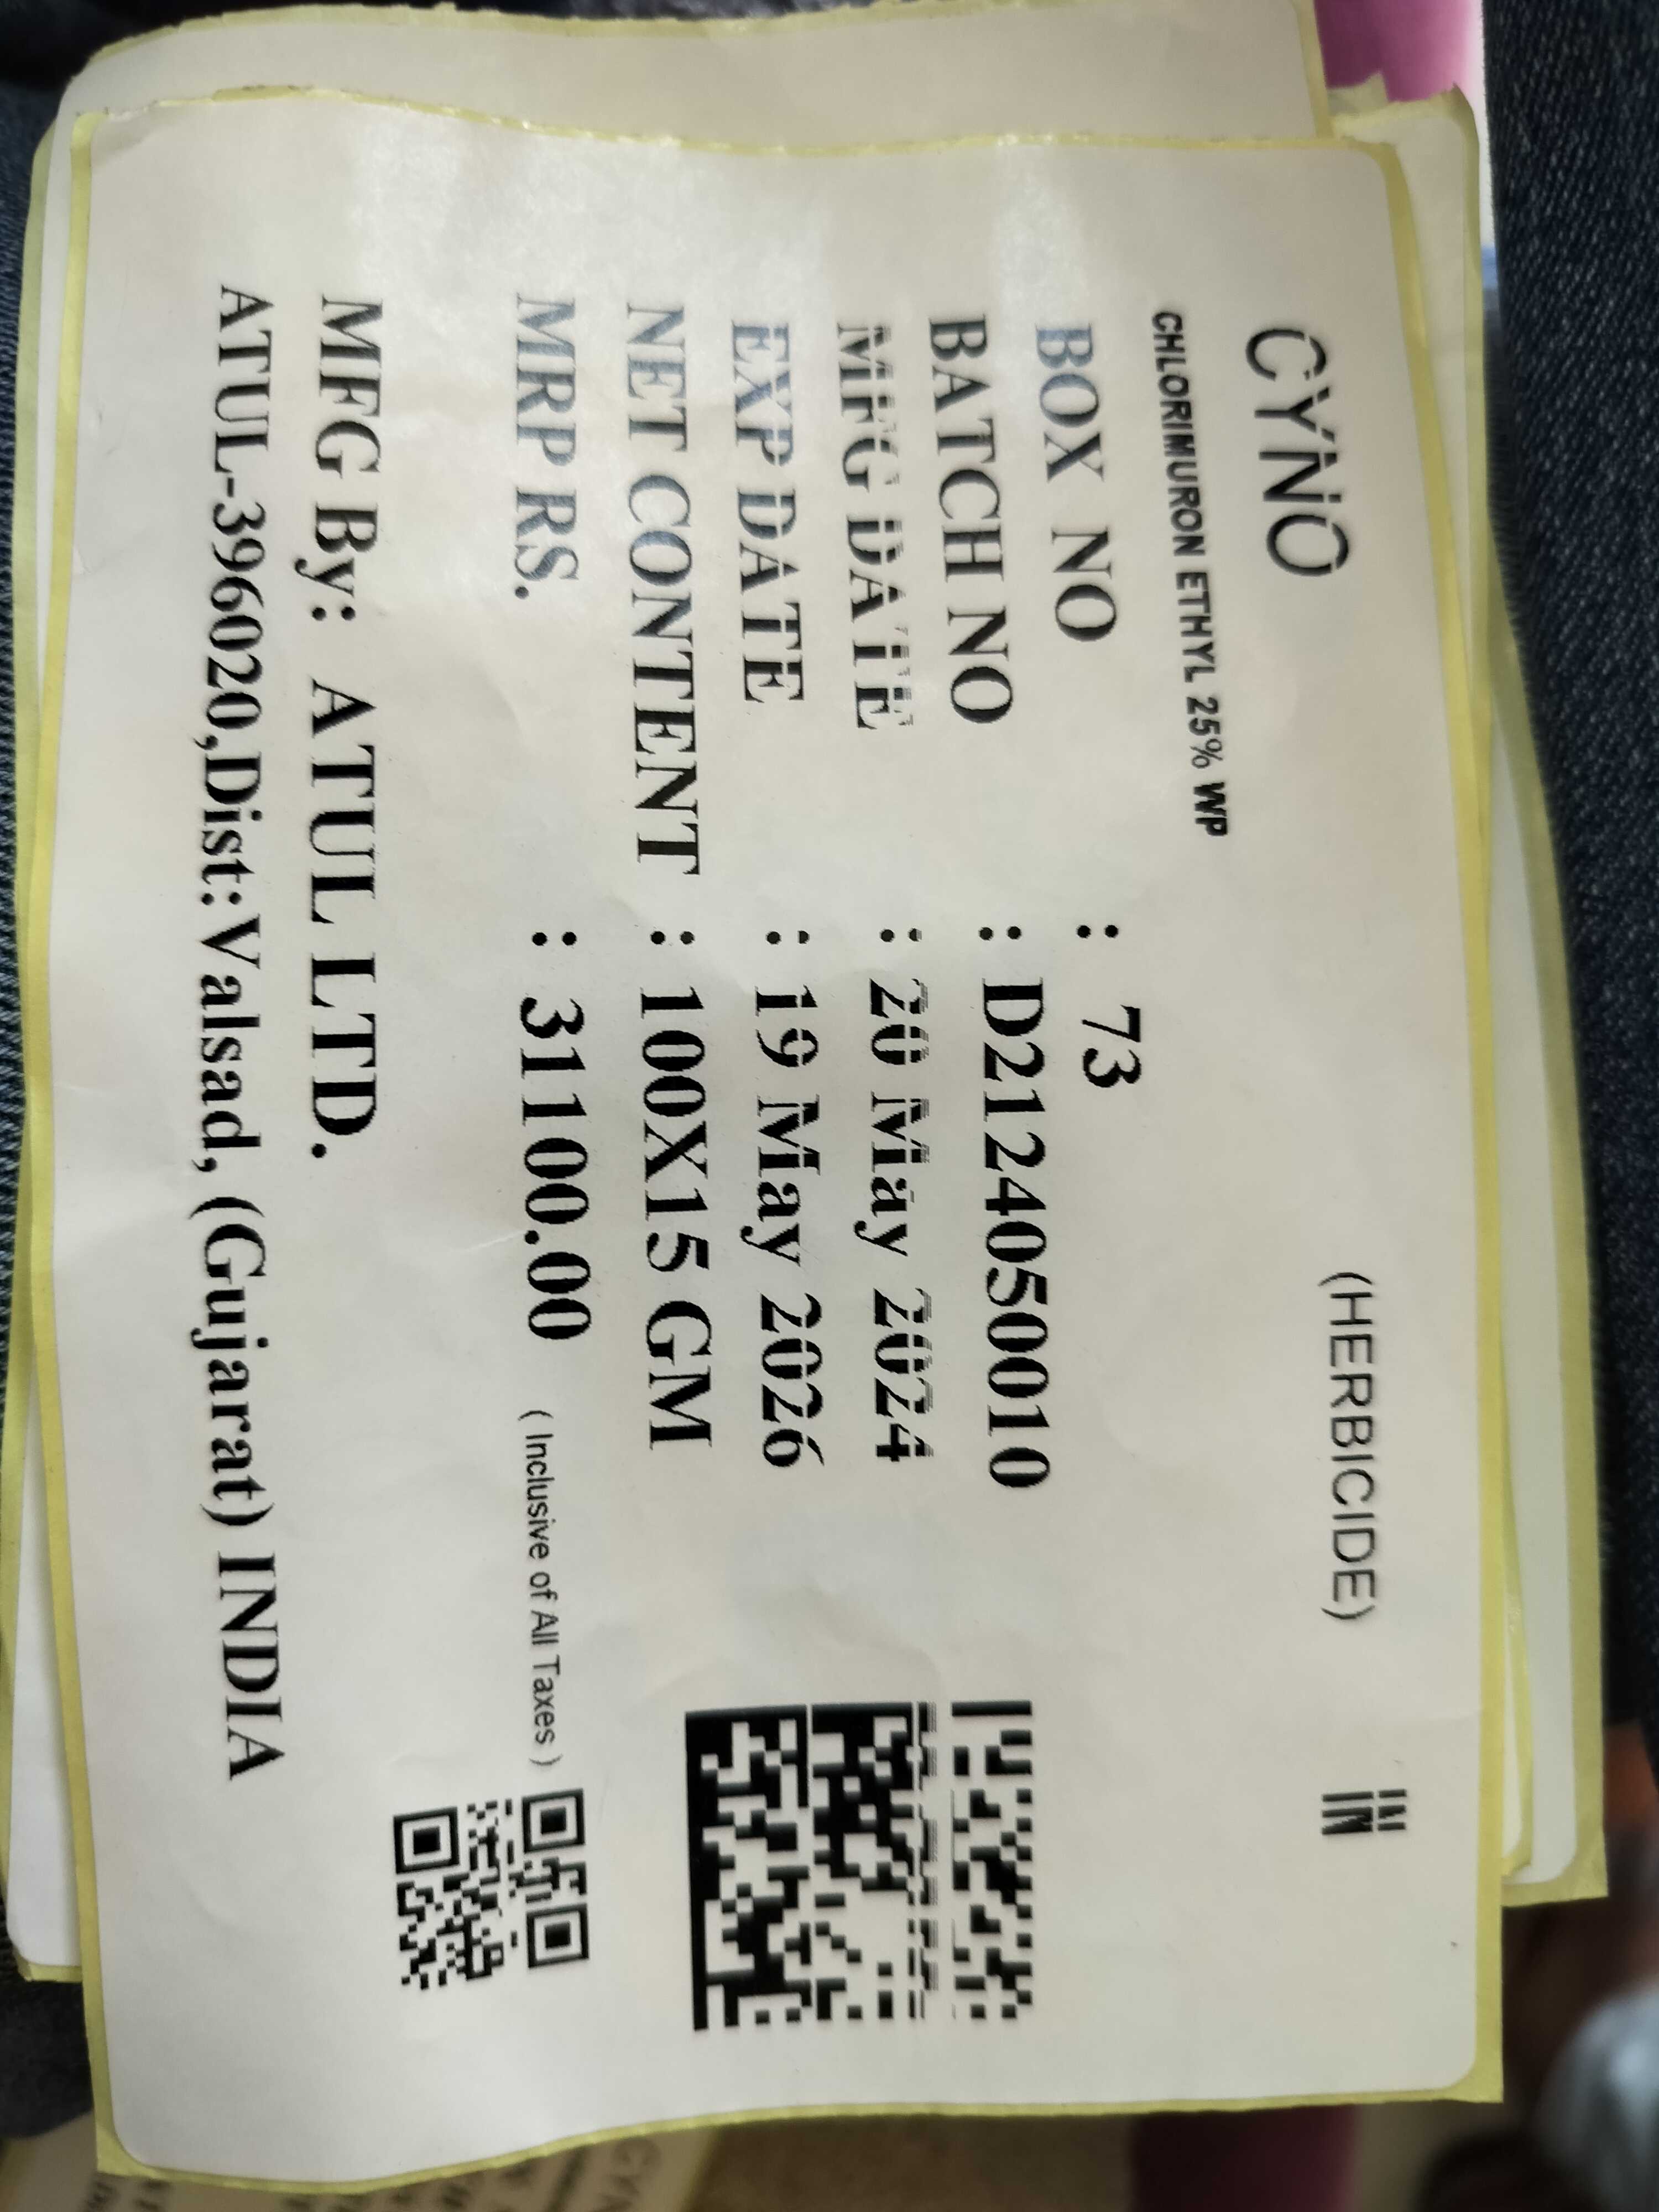 CYNO (HERBICIDE) IN IN
CHLORIMURON ETHYL 25% WP
BOX NO : 73
BATCH NO : D2124050010
MFG DATE : 20 May 2024
EXP DATE : 19 May 2026
NET CONTENT : 100X15 GM
MRP RS. : 31100.00 ( Inclusive of All Taxes )
MFG By: ATUL LTD.
ATUL-396020,Dist:Valsad, (Gujarat) INDIA